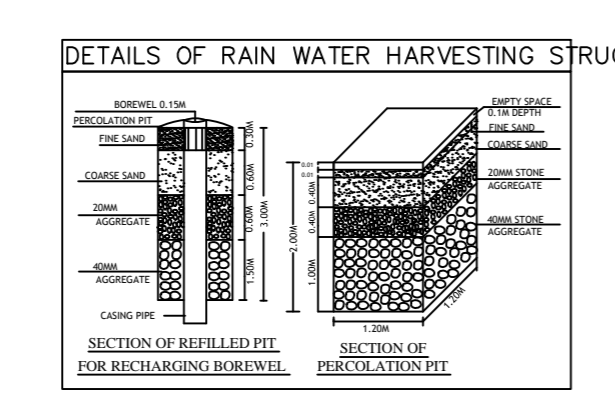 DETAILS OF RAIN WATER HARVESTING STRUC
BOREWEL 0.15M
PERCOLATION PIT
FINE SAND
COARSE SAND
20MM
AGGREGATE
40MM
AGGREGATE
CASING PIPE
0.30M
0.60M
0.60M
1.50M
3.00M
SECTION OF REFILLED PIT
FOR RECHARGING BOREWEL
EMPTY SPACE
0.1M DEPTH
FINE SAND
COARSE SAND
20MM STONE
AGGREGATE
40MM STONE
AGGREGATE
0.01
0.01
0.40M
0.40M
1.00M
2.00M
1.20M
1.20M
SECTION OF
PERCOLATION PIT